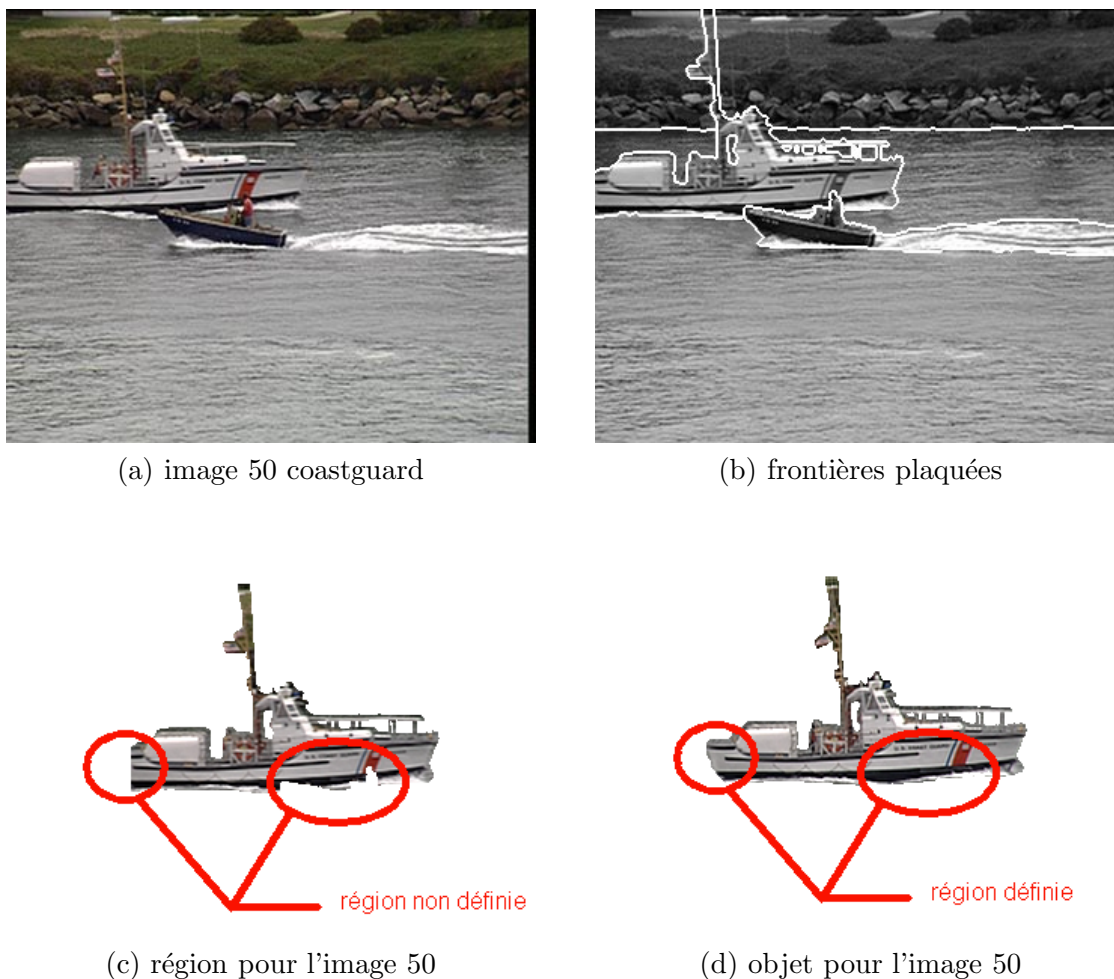 (a) image 50 coastguard
(b) frontières plaquées
région non définie
région définie
(c) région pour l'image 50
(d) objet pour l'image 50